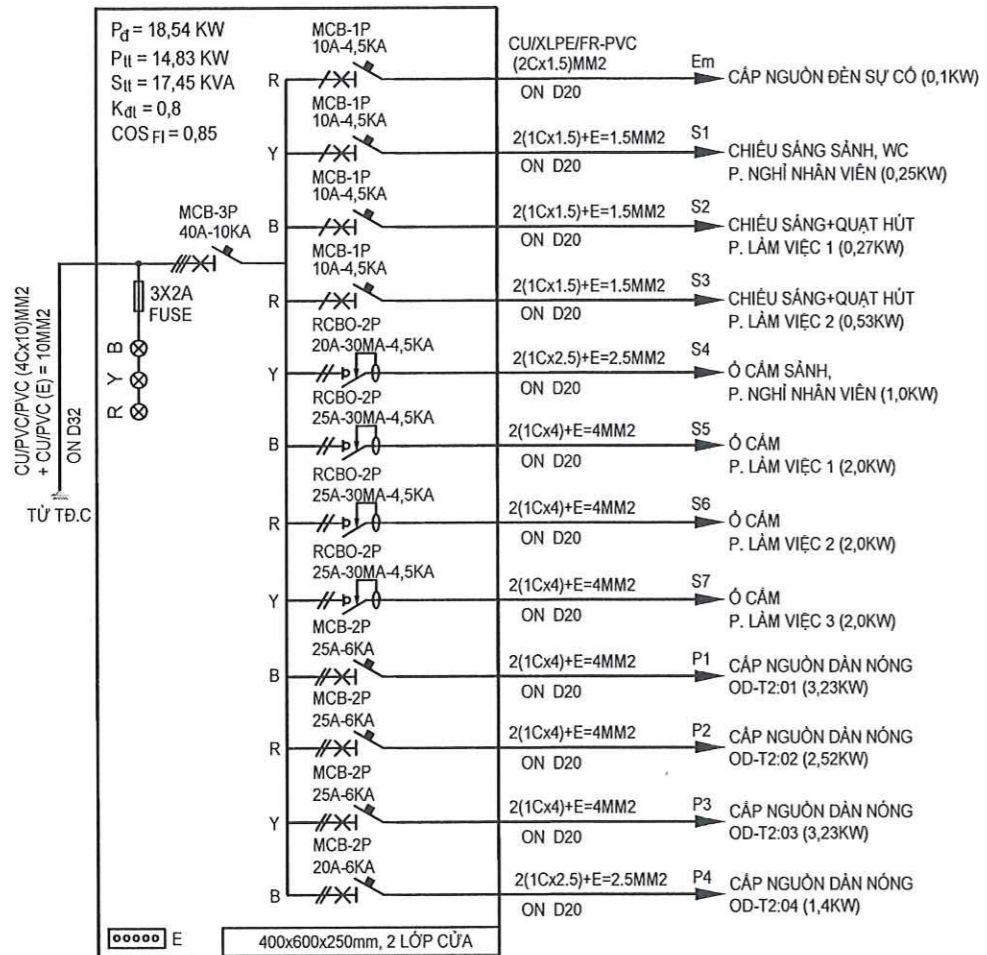 Pđ = 18,54 KW
Ptt = 14,83 KW
Stt = 17,45 KVA
Kđt = 0,8
COS FI = 0,85
MCB-3P
40A-10KA
3X2A
FUSE
R Y B
CU/PVC/PVC (4Cx10)MM2
+ CU/PVC (E) = 10MM2
ON D32
TỪ TĐ.C
MCB-1P
10A-4,5KA
R
CU/XLPE/FR-PVC
(2Cx1.5)MM2
ON D20
Em
CẤP NGUỒN ĐÈN SỰ CỐ (0,1KW)
MCB-1P
10A-4,5KA
Y
2(1Cx1.5)+E=1.5MM2
ON D20
S1
CHIẾU SÁNG SẢNH, WC
P. NGHỈ NHÂN VIÊN (0,25KW)
MCB-1P
10A-4,5KA
B
2(1Cx1.5)+E=1.5MM2
ON D20
S2
CHIẾU SÁNG+QUẠT HÚT
P. LÀM VIỆC 1 (0,27KW)
MCB-1P
10A-4,5KA
R
2(1Cx1.5)+E=1.5MM2
ON D20
S3
CHIẾU SÁNG+QUẠT HÚT
P. LÀM VIỆC 2 (0,53KW)
RCBO-2P
20A-30MA-4,5KA
Y
2(1Cx2.5)+E=2.5MM2
ON D20
S4
Ổ CẮM SẢNH,
P. NGHỈ NHÂN VIÊN (1,0KW)
RCBO-2P
25A-30MA-4,5KA
B
2(1Cx4)+E=4MM2
ON D20
S5
Ổ CẮM
P. LÀM VIỆC 1 (2,0KW)
RCBO-2P
25A-30MA-4,5KA
R
2(1Cx4)+E=4MM2
ON D20
S6
Ổ CẮM
P. LÀM VIỆC 2 (2,0KW)
RCBO-2P
25A-30MA-4,5KA
Y
2(1Cx4)+E=4MM2
ON D20
S7
Ổ CẮM
P. LÀM VIỆC 3 (2,0KW)
MCB-2P
25A-6KA
B
2(1Cx4)+E=4MM2
ON D20
P1
CẤP NGUỒN DÀN NÓNG
OD-T2:01 (3,23KW)
MCB-2P
25A-6KA
R
2(1Cx4)+E=4MM2
ON D20
P2
CẤP NGUỒN DÀN NÓNG
OD-T2:02 (2,52KW)
MCB-2P
25A-6KA
Y
2(1Cx4)+E=4MM2
ON D20
P3
CẤP NGUỒN DÀN NÓNG
OD-T2:03 (3,23KW)
MCB-2P
20A-6KA
B
2(1Cx2.5)+E=2.5MM2
ON D20
P4
CẤP NGUỒN DÀN NÓNG
OD-T2:04 (1,4KW)
E
400x600x250mm, 2 LỚP CỬA